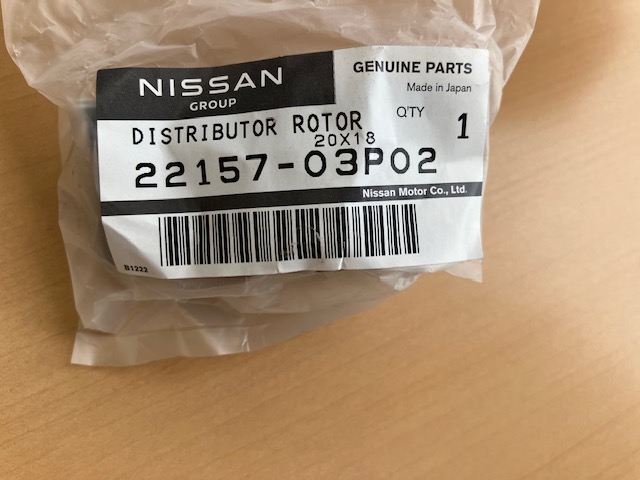 NISSAN
GROUP
GENUINE PARTS
Made in Japan
Q'TY 1
DISTRIBUTOR ROTOR
20X18
22157-03P02
Nissan Motor Co., Ltd.
B1222